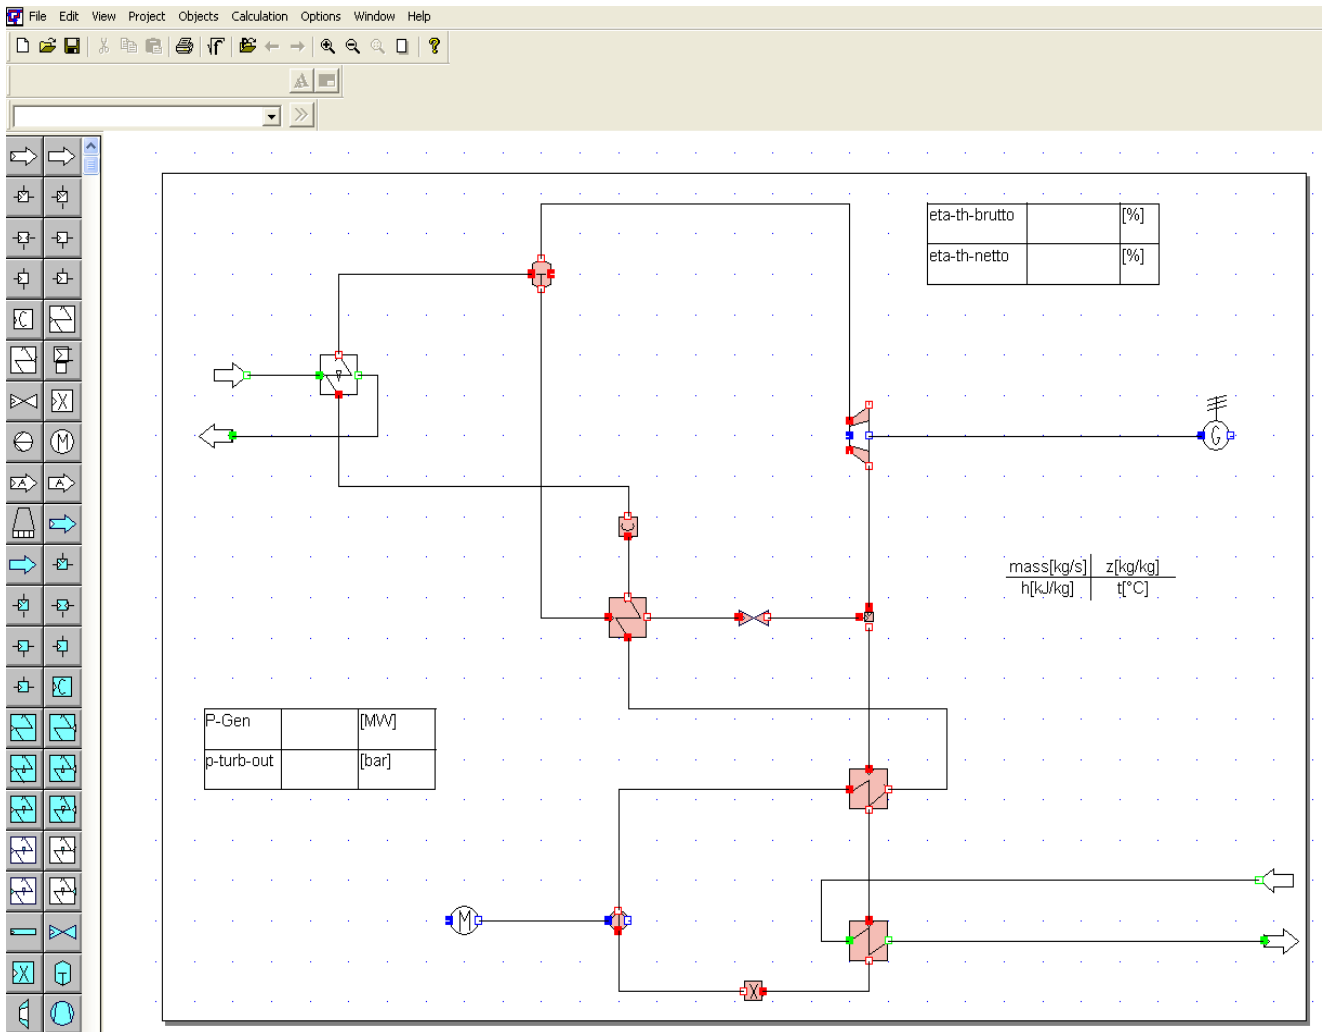 File Edit View Project Objects Calculation Options Window Help
eta-th-brutto [%]
eta-th-netto [%]
G
mass[kg/s] z[kg/kg]
h[kJ/kg] t[°C]
P-Gen [MW]
p-turb-out [bar]
M
X